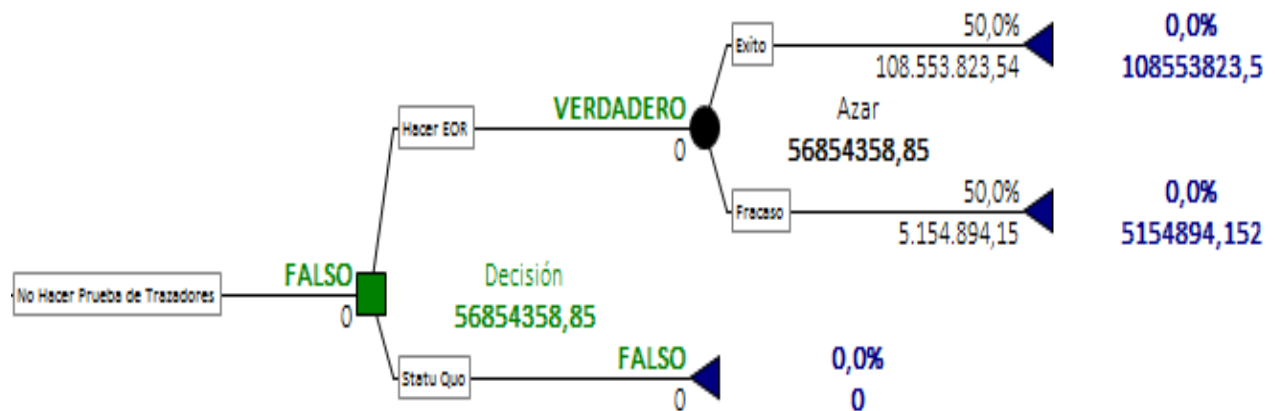 50,0%
0,0%
Exito
108.553.823,54
108553823,5
VERDADERO
Azar
Hacer EOR
0
56854358,85
50,0%
0,0%
Fracaso
5.154.894,15
5154894,152
FALSO
Decisión
No Hacer Prueba de Trazadores
0
56854358,85
FALSO
0,0%
Statu Quo
0
0